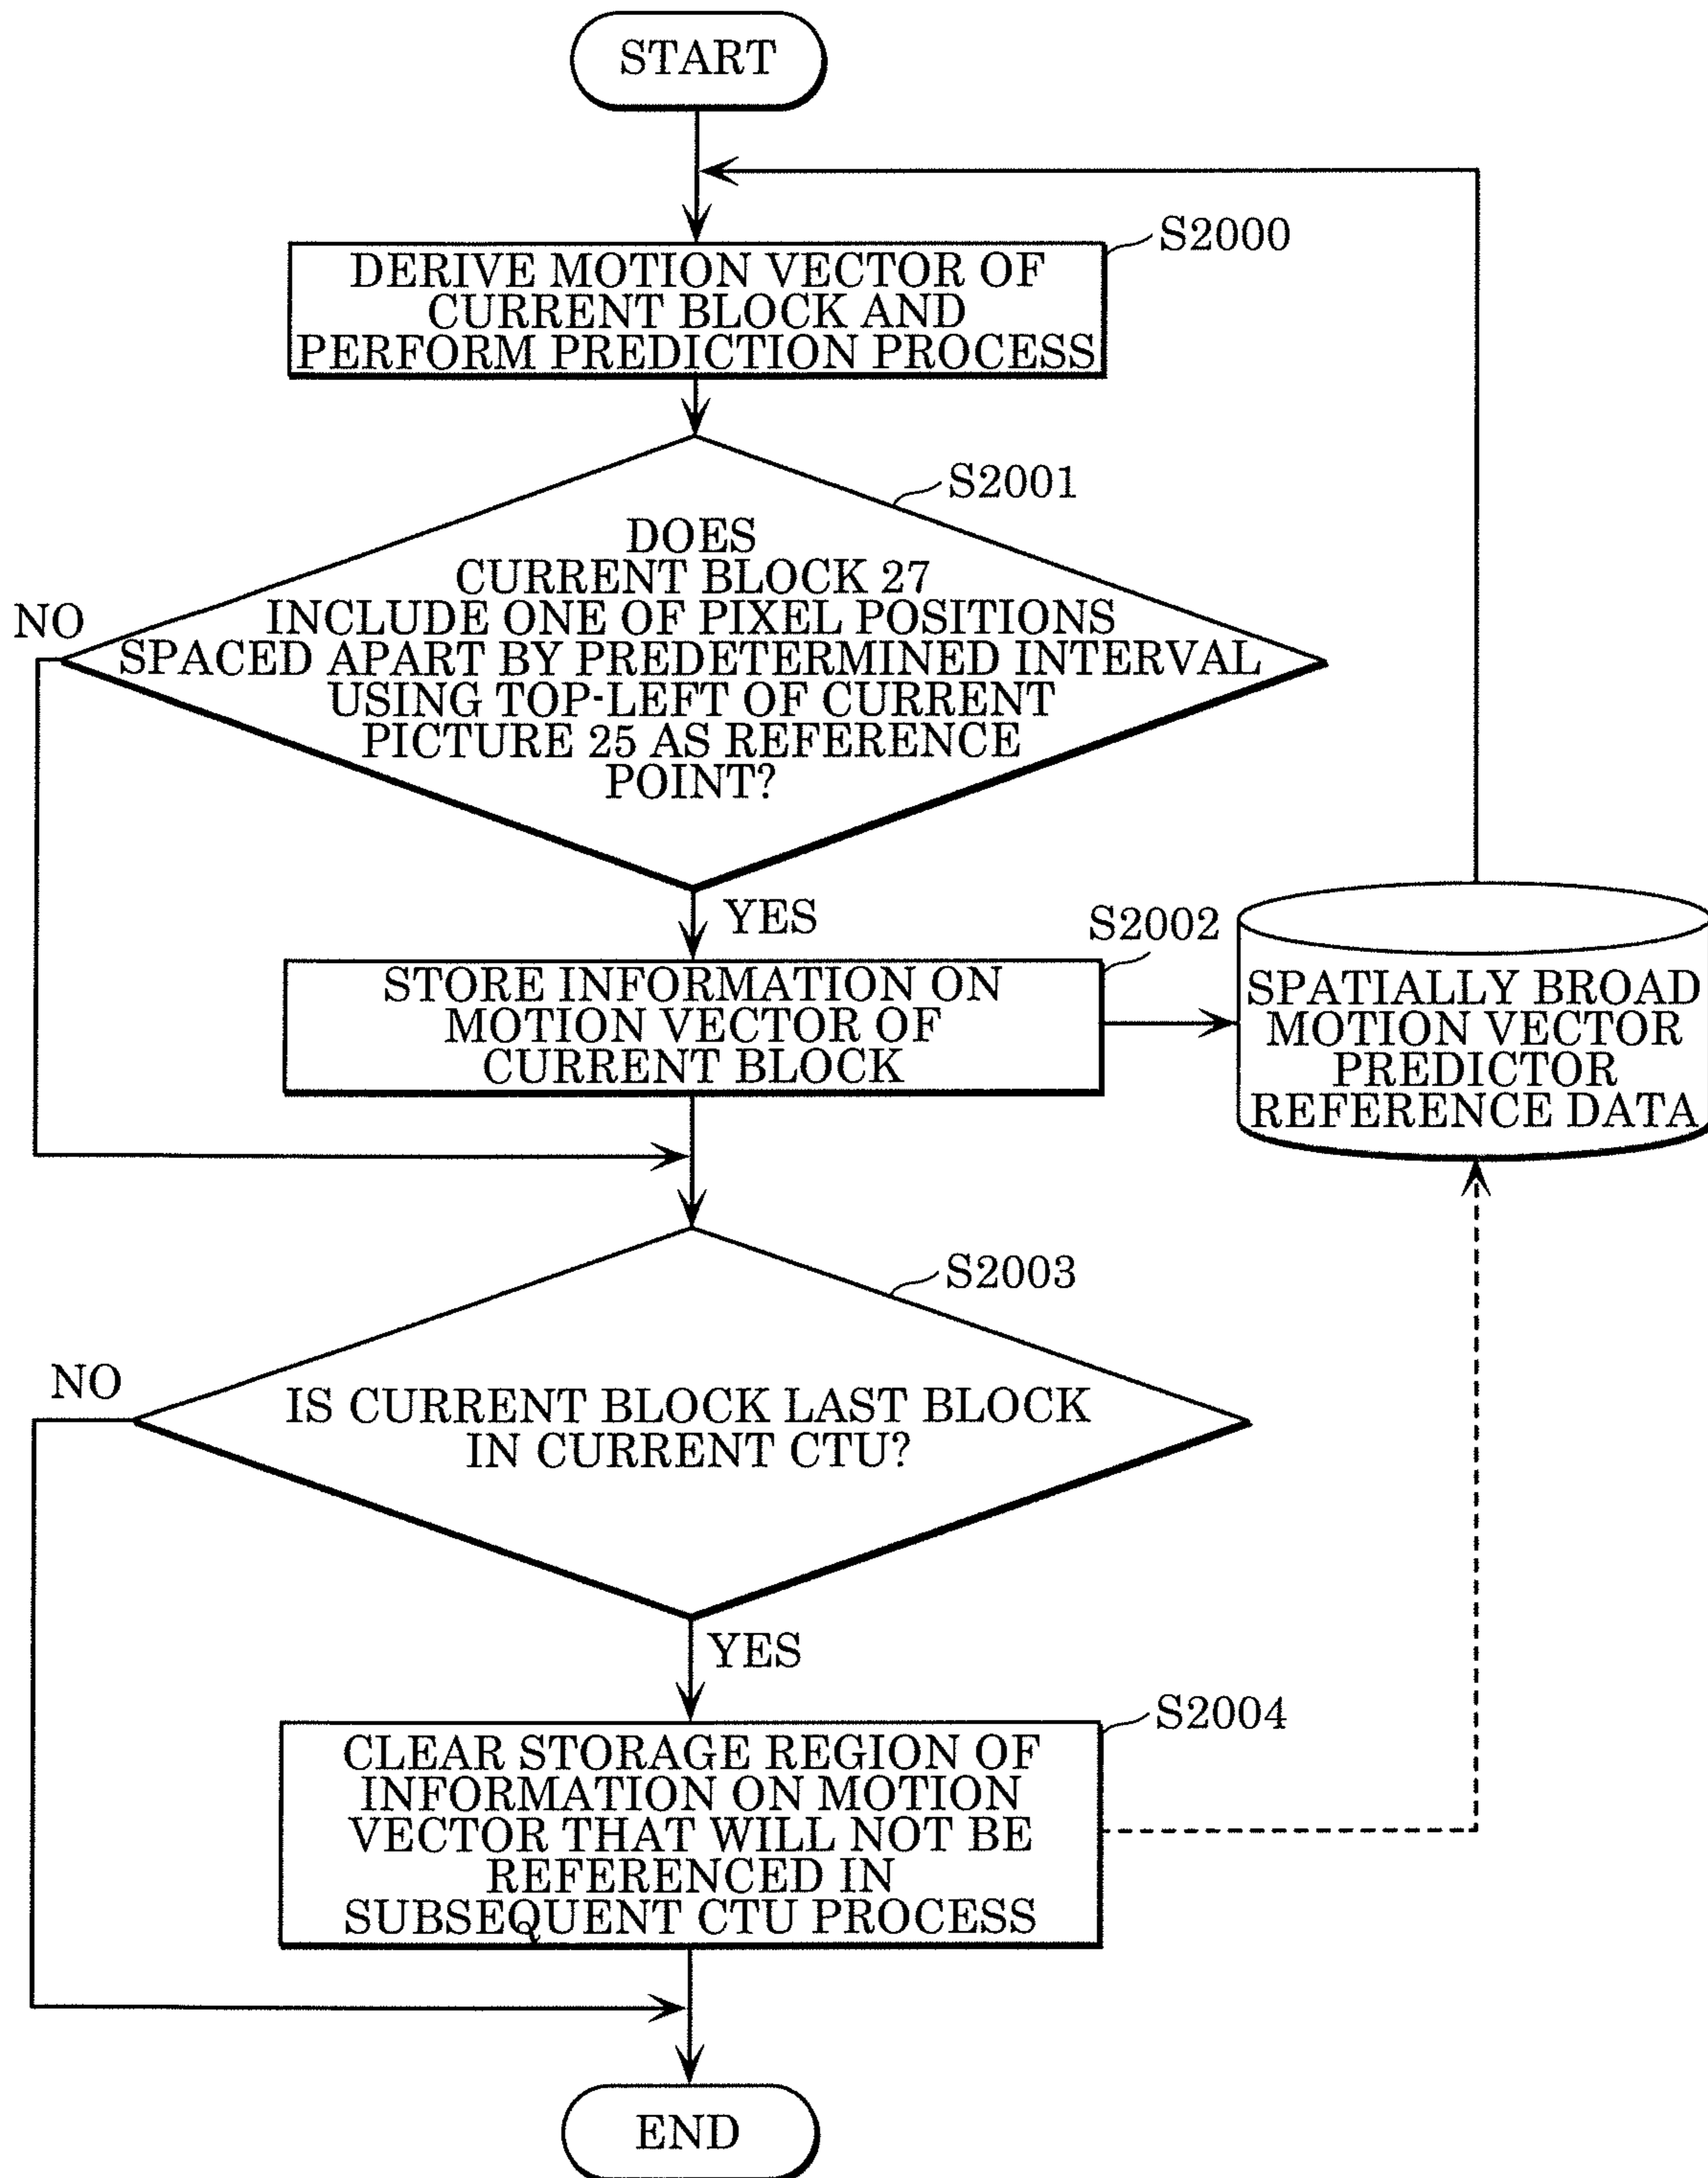 START
S2000
DERIVE MOTION VECTOR OF
CURRENT BLOCK AND
PERFORM PREDICTION PROCESS
S2001
DOES
CURRENT BLOCK 27
INCLUDE ONE OF PIXEL POSITIONS
SPACED APART BY PREDETERMINED INTERVAL
USING TOP-LEFT OF CURRENT
PICTURE 25 AS REFERENCE
POINT?
NO
YES
S2002
STORE INFORMATION ON
MOTION VECTOR OF
CURRENT BLOCK
SPATIALLY BROAD
MOTION VECTOR
PREDICTOR
REFERENCE DATA
S2003
NO
IS CURRENT BLOCK LAST BLOCK
IN CURRENT CTU?
YES
S2004
CLEAR STORAGE REGION OF
INFORMATION ON MOTION
VECTOR THAT WILL NOT BE
REFERENCED IN
SUBSEQUENT CTU PROCESS
END